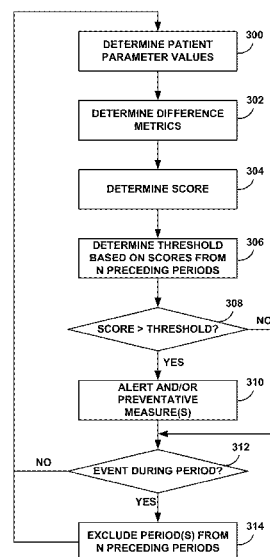 300
DETERMINE PATIENT
PARAMETER VALUES
302
DETERMINE DIFFERENCE
METRICS
304
DETERMINE SCORE
306
DETERMINE THRESHOLD
BASED ON SCORES FROM
N PRECEDING PERIODS
308
SCORE > THRESHOLD?
NO
YES
310
ALERT AND/OR
PREVENTATIVE
MEASURE(S)
312
NO
EVENT DURING PERIOD?
YES
314
EXCLUDE PERIOD(S) FROM
N PRECEDING PERIODS